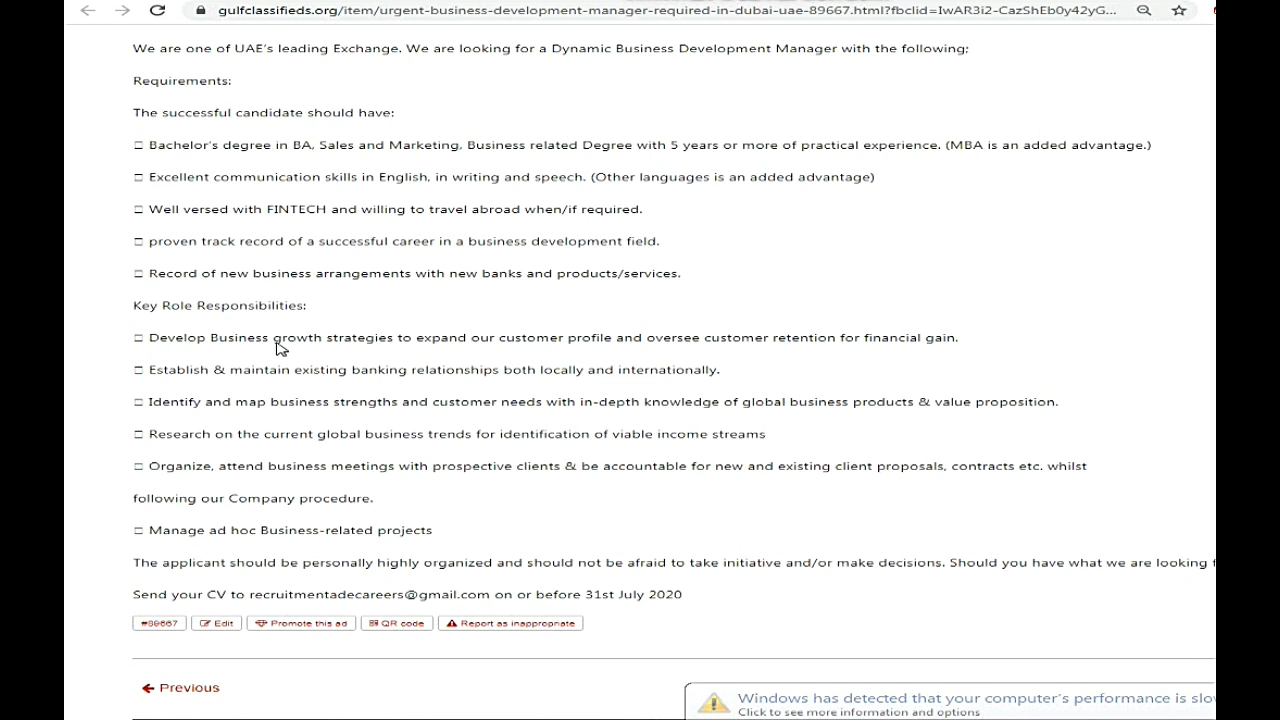 gulfclassifieds.org/item/urgent-business-development-manager-required-in-dubai-uae-89667.html?fbclid=IwAR3i2-CazShEb0y42yG...
We are one of UAE's leading Exchange. We are looking for a Dynamic Business Development Manager with the following;
Requirements:
The successful candidate should have:
□ Bachelor's degree in BA, Sales and Marketing, Business related Degree with 5 years or more of practical experience. (MBA is an added advantage.)
□ Excellent communication skills in English, in writing and speech. (Other languages is an added advantage)
□ Well versed with FINTECH and willing to travel abroad when/if required.
□ proven track record of a successful career in a business development field.
□ Record of new business arrangements with new banks and products/services.
Key Role Responsibilities:
□ Develop Business growth strategies to expand our customer profile and oversee customer retention for financial gain.
□ Establish & maintain existing banking relationships both locally and internationally.
□ Identify and map business strengths and customer needs with in-depth knowledge of global business products & value proposition.
□ Research on the current global business trends for identification of viable income streams
□ Organize, attend business meetings with prospective clients & be accountable for new and existing client proposals, contracts etc. whilst
following our Company procedure.
□ Manage ad hoc Business-related projects
The applicant should be personally highly organized and should not be afraid to take initiative and/or make decisions. Should you have what we are looking f
Send your CV to recruitmentadecareers@gmail.com on or before 31st July 2020
#89667 Edit Promote this ad QR code Report as inappropriate
Previous
Windows has detected that your computer's performance is slo
Click to see more information and options